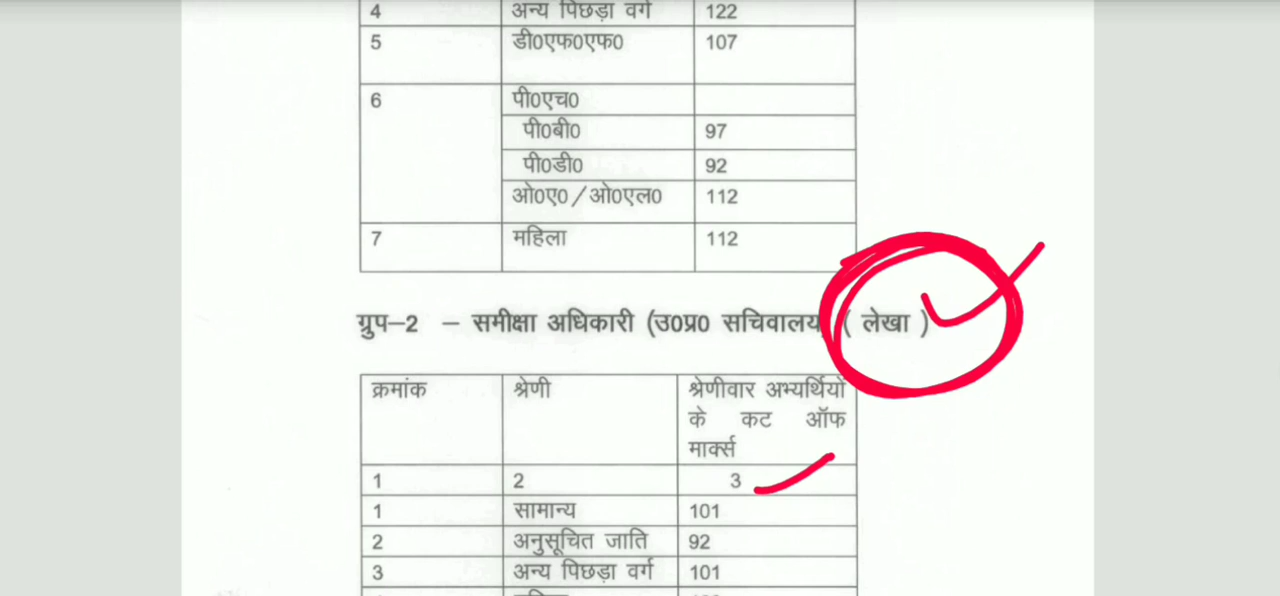 4 अन्य पिछड़ा वर्ग 122
5 डी0एफ0एफ0 107
6 पी0एच0
पी0बी0 97
पी0डी0 92
ओ0ए0/ओ0एल0 112
7 महिला 112
ग्रुप–2 – समीक्षा अधिकारी (उ0प्र0 सचिवालय) ( लेखा )
क्रमांक श्रेणी श्रेणीवार अभ्यर्थियों
के कट ऑफ
मार्क्स
1 2 3
1 सामान्य 101
2 अनुसूचित जाति 92
3 अन्य पिछड़ा वर्ग 101